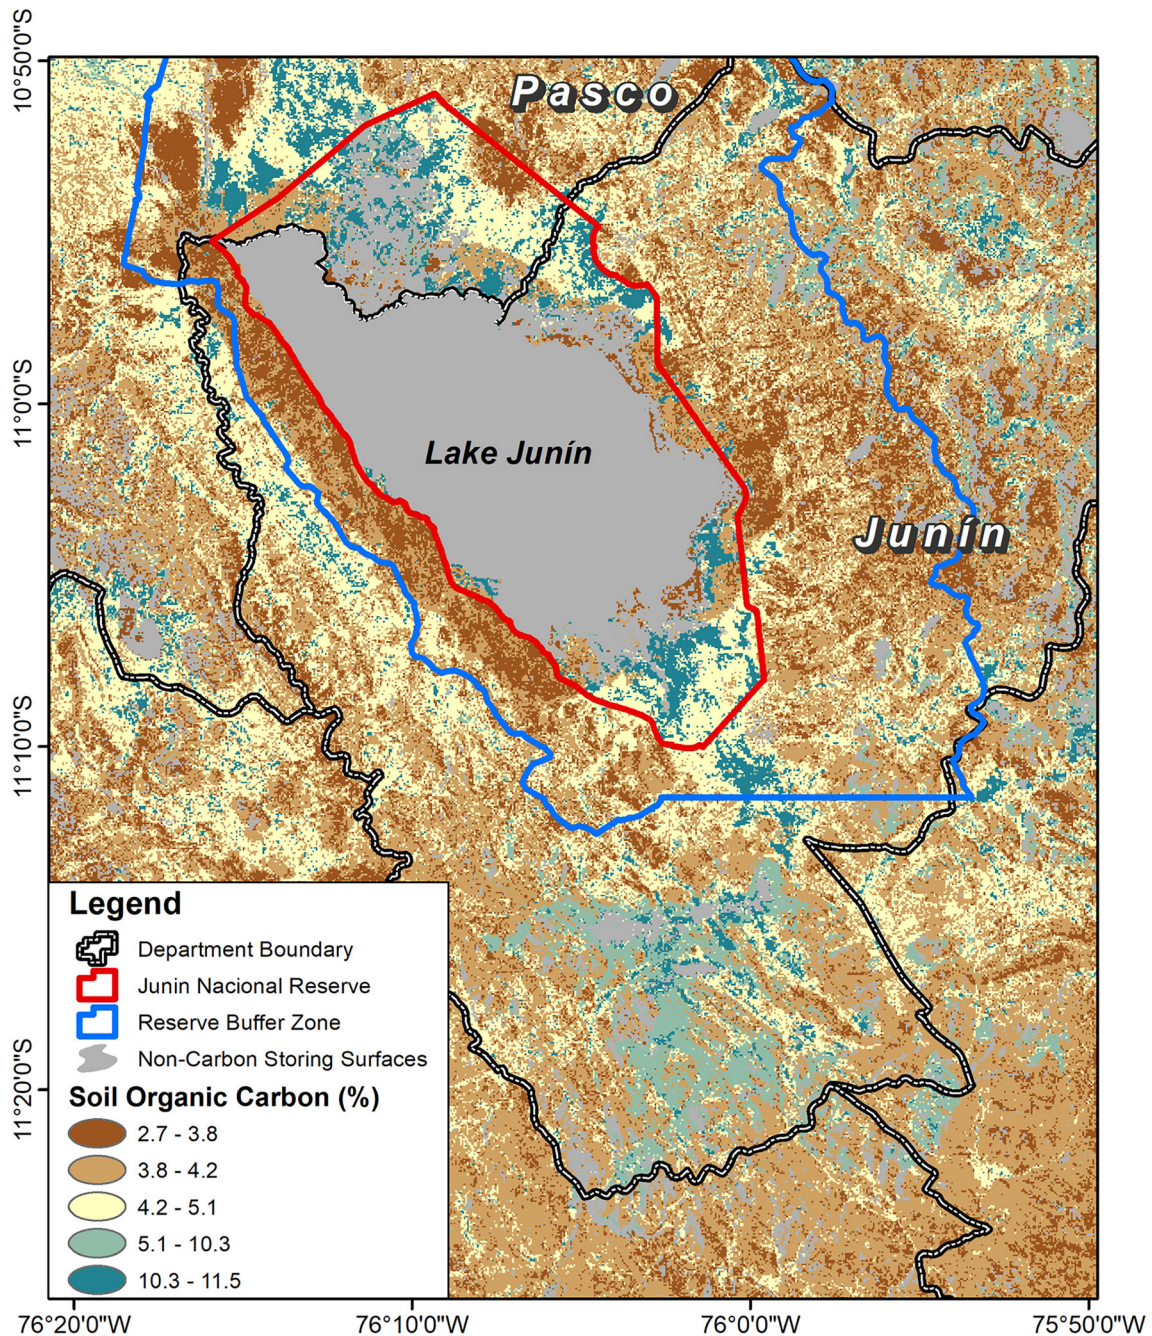 10°50'0"S
11°0'0"S
11°10'0"S
11°20'0"S
Pasco
Lake Junín
Junín
Legend
Department Boundary
Junin Nacional Reserve
Reserve Buffer Zone
Non-Carbon Storing Surfaces
Soil Organic Carbon (%)
2.7 - 3.8
3.8 - 4.2
4.2 - 5.1
5.1 - 10.3
10.3 - 11.5
76°20'0"W
76°10'0"W
76°0'0"W
75°50'0"W